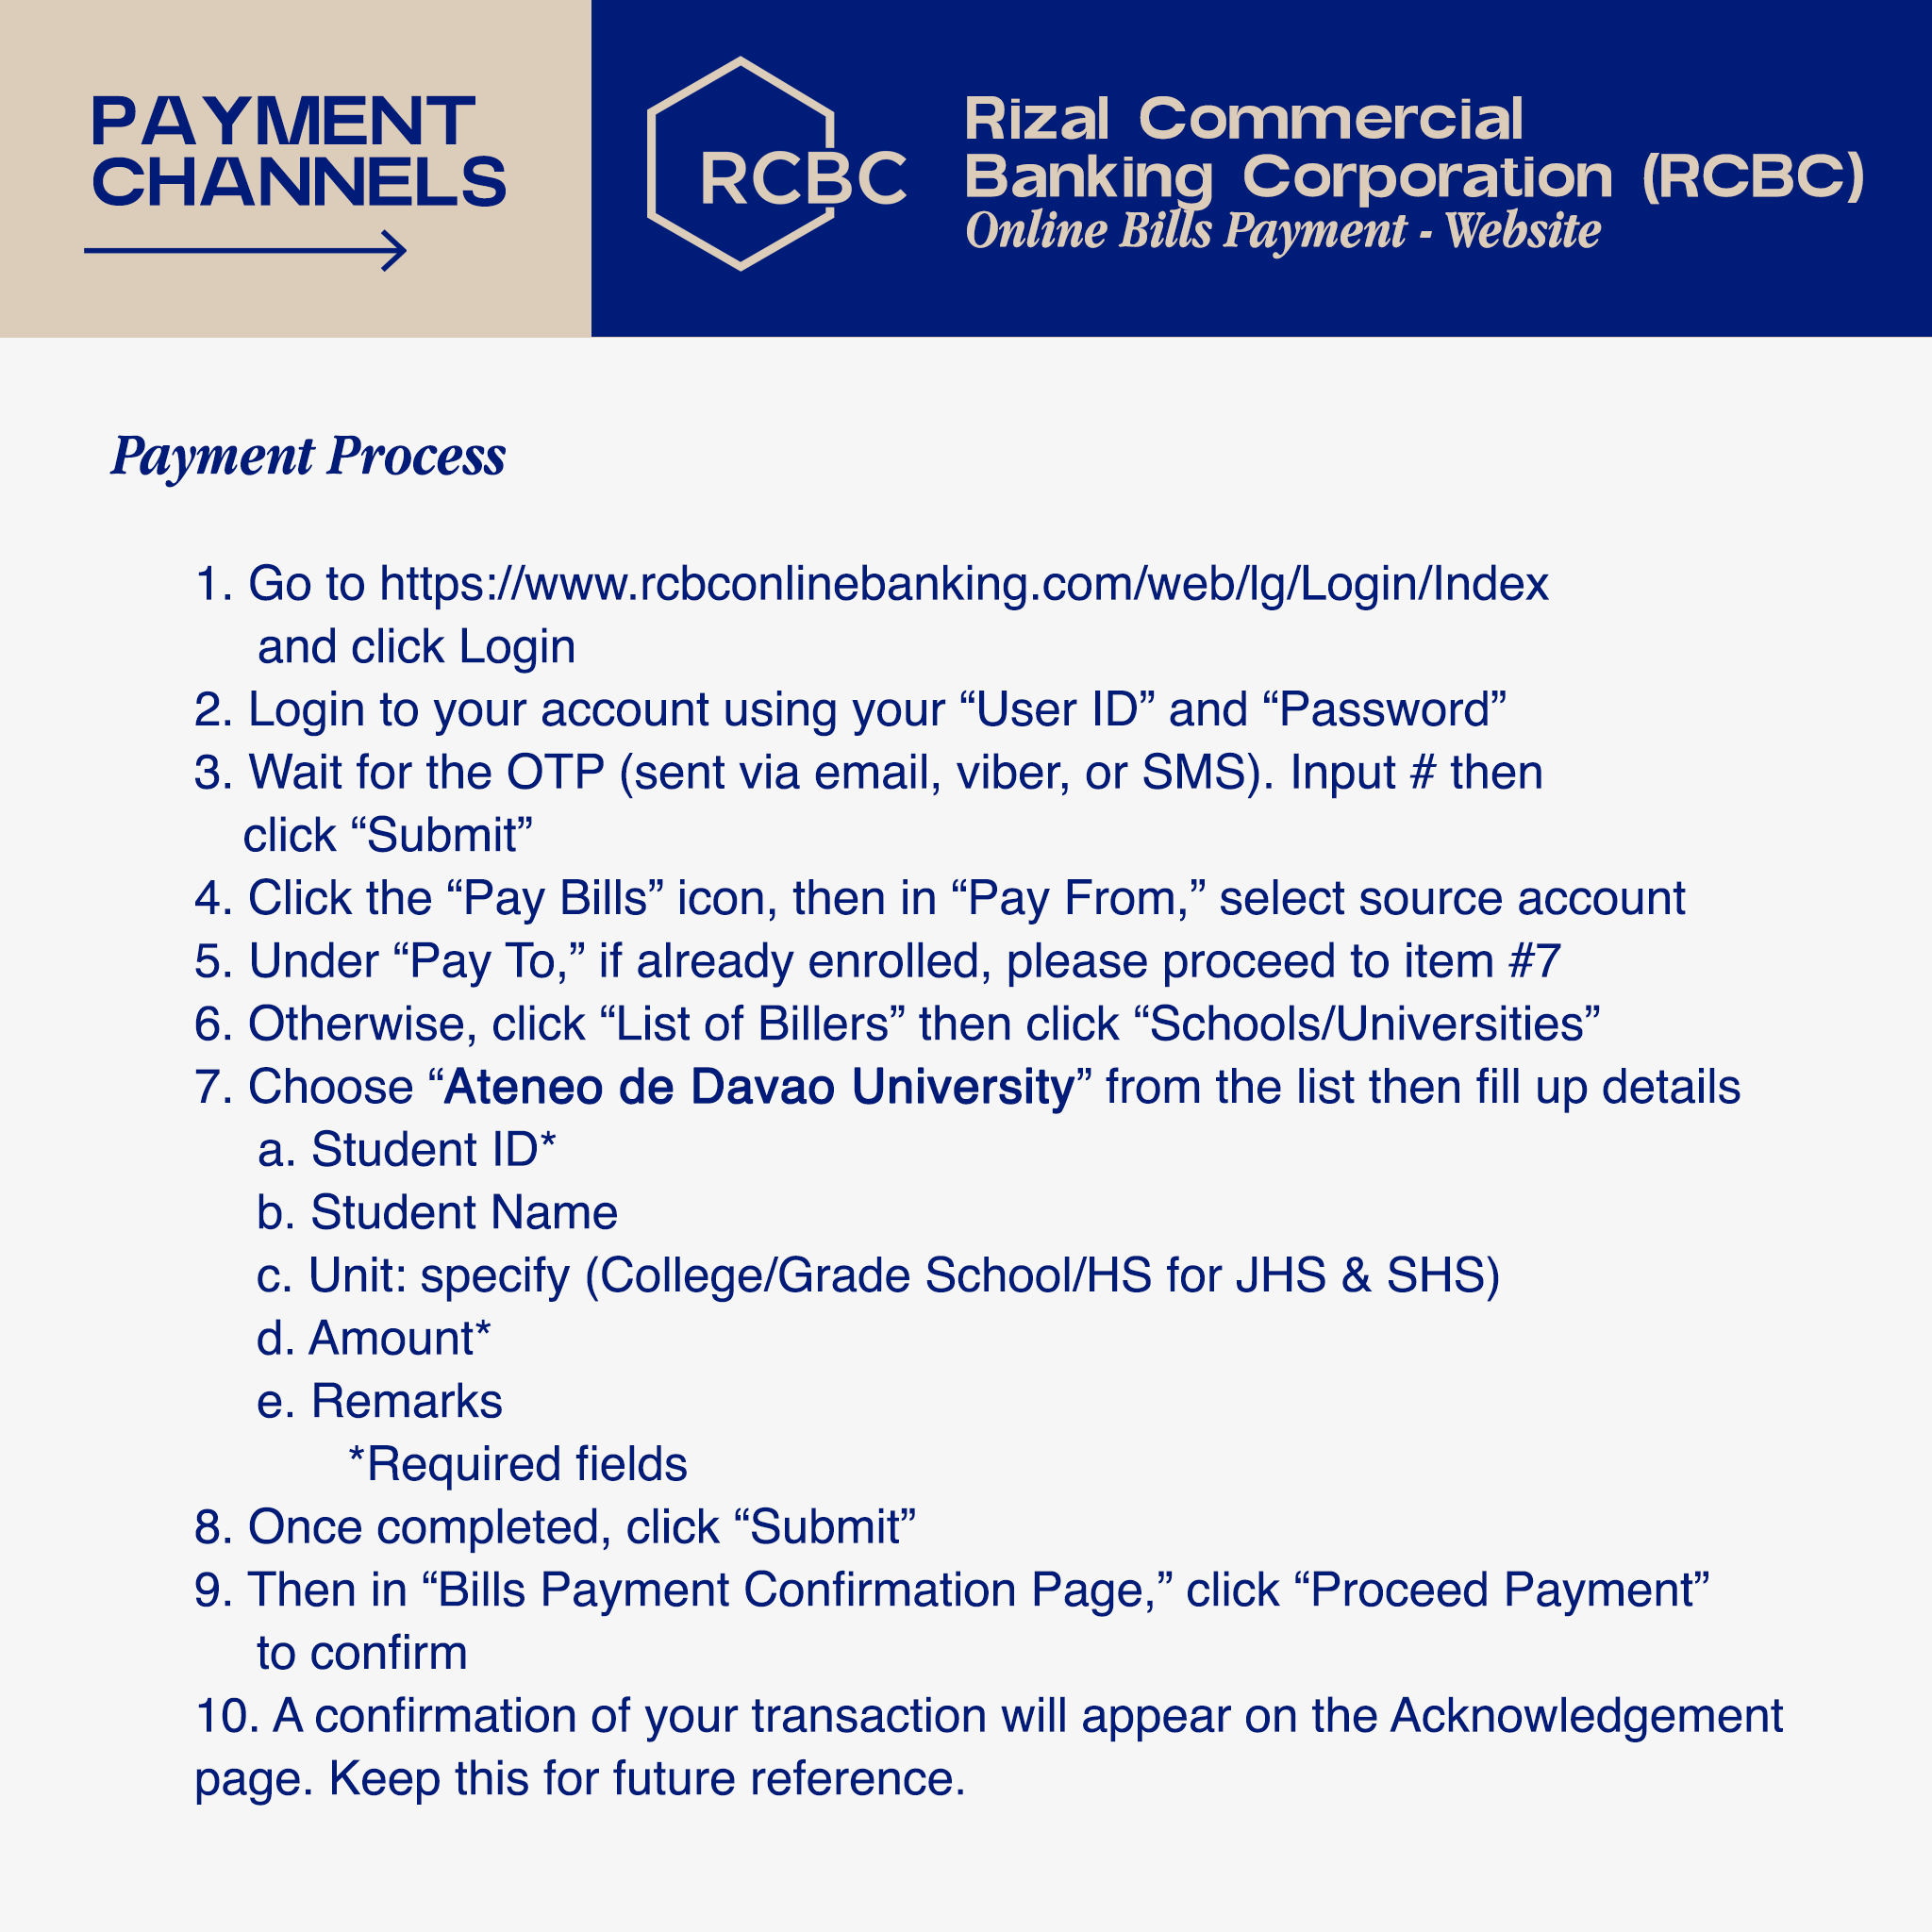 PAYMENT
CHANNELS
RCBC
Rizal Commercial
Banking Corporation (RCBC)
Online Bills Payment - Website
Payment Process
1. Go to https://www.rcbconlinebanking.com/web/lg/Login/Index
and click Login
2. Login to your account using your “User ID” and “Password”
3. Wait for the OTP (sent via email, viber, or SMS). Input # then
click “Submit”
4. Click the “Pay Bills” icon, then in “Pay From,” select source account
5. Under “Pay To,” if already enrolled, please proceed to item #7
6. Otherwise, click “List of Billers” then click “Schools/Universities”
7. Choose “Ateneo de Davao University” from the list then fill up details
a. Student ID*
b. Student Name
c. Unit: specify (College/Grade School/HS for JHS & SHS)
d. Amount*
e. Remarks
*Required fields
8. Once completed, click “Submit”
9. Then in “Bills Payment Confirmation Page,” click “Proceed Payment”
to confirm
10. A confirmation of your transaction will appear on the Acknowledgement
page. Keep this for future reference.